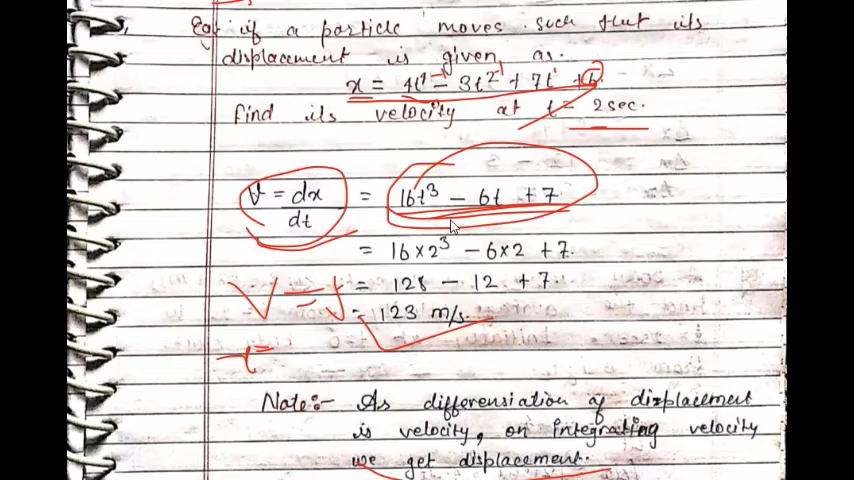 Eg:- if a particle moves such that its
displacement is given as.
x = 4t⁴ - 3t² + 7t + 6
find its velocity at t = 2sec.
V = dx/dt = 16t³ - 6t + 7
= 16×2³ - 6×2 + 7.
= 128 - 12 + 7.
= 123 m/s.
Note:- As differensiation of displacement
is velocity, on integrating velocity
we get displacement.